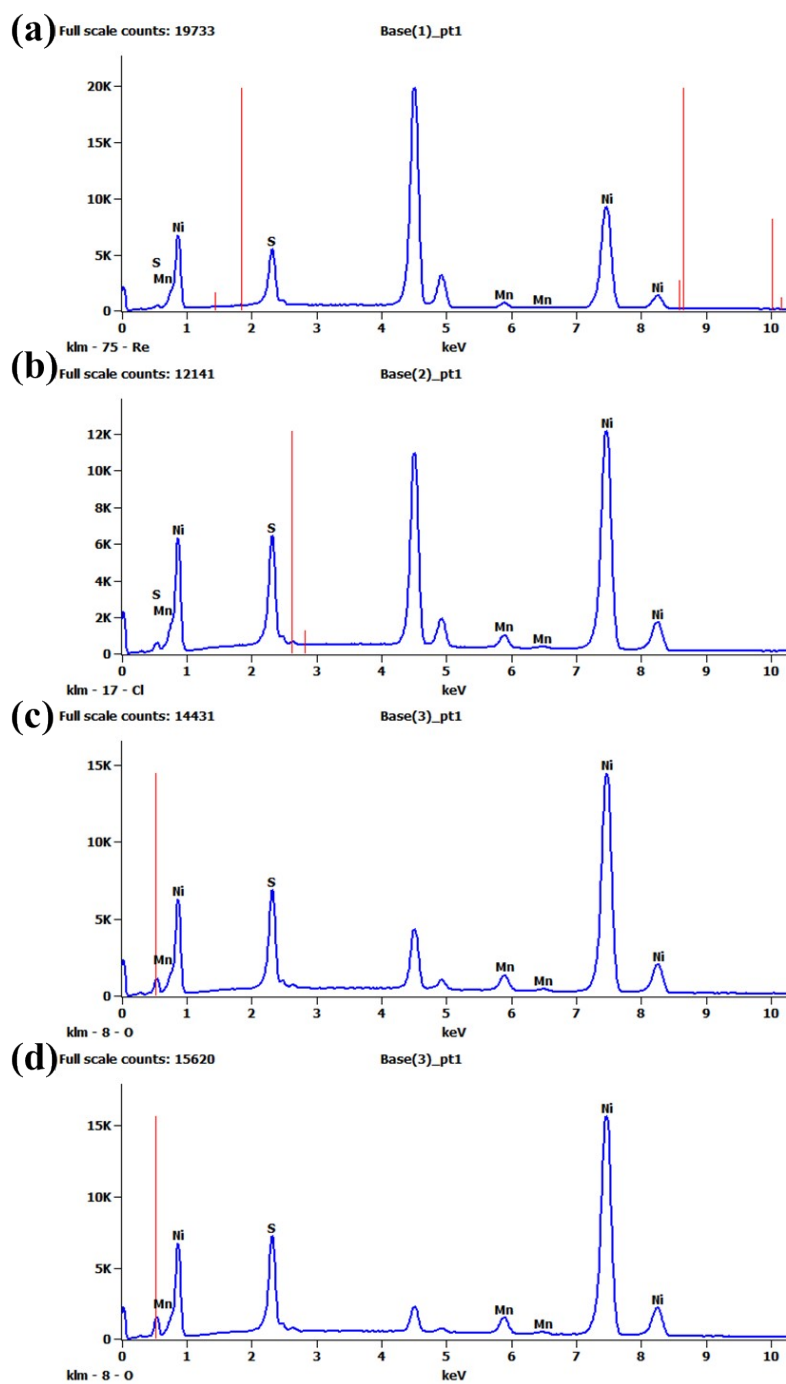 (a) Full scale counts: 19733 Base(1)_pt1
20K
15K
10K
5K
0
S
Mn
Ni
S
Mn
Mn
Ni
Ni
0 1 2 3 4 5 6 7 8 9 10
klm - 75 - Re keV
(b) Full scale counts: 12141 Base(2)_pt1
12K
10K
8K
6K
4K
2K
0
S
Mn
Ni
S
Mn
Mn
Ni
Ni
0 1 2 3 4 5 6 7 8 9 10
klm - 17 - Cl keV
(c) Full scale counts: 14431 Base(3)_pt1
15K
10K
5K
0
Mn
Ni
S
Mn
Mn
Ni
Ni
0 1 2 3 4 5 6 7 8 9 10
klm - 8 - O keV
(d) Full scale counts: 15620 Base(3)_pt1
15K
10K
5K
0
Mn
Ni
S
Mn
Mn
Ni
Ni
0 1 2 3 4 5 6 7 8 9 10
klm - 8 - O keV